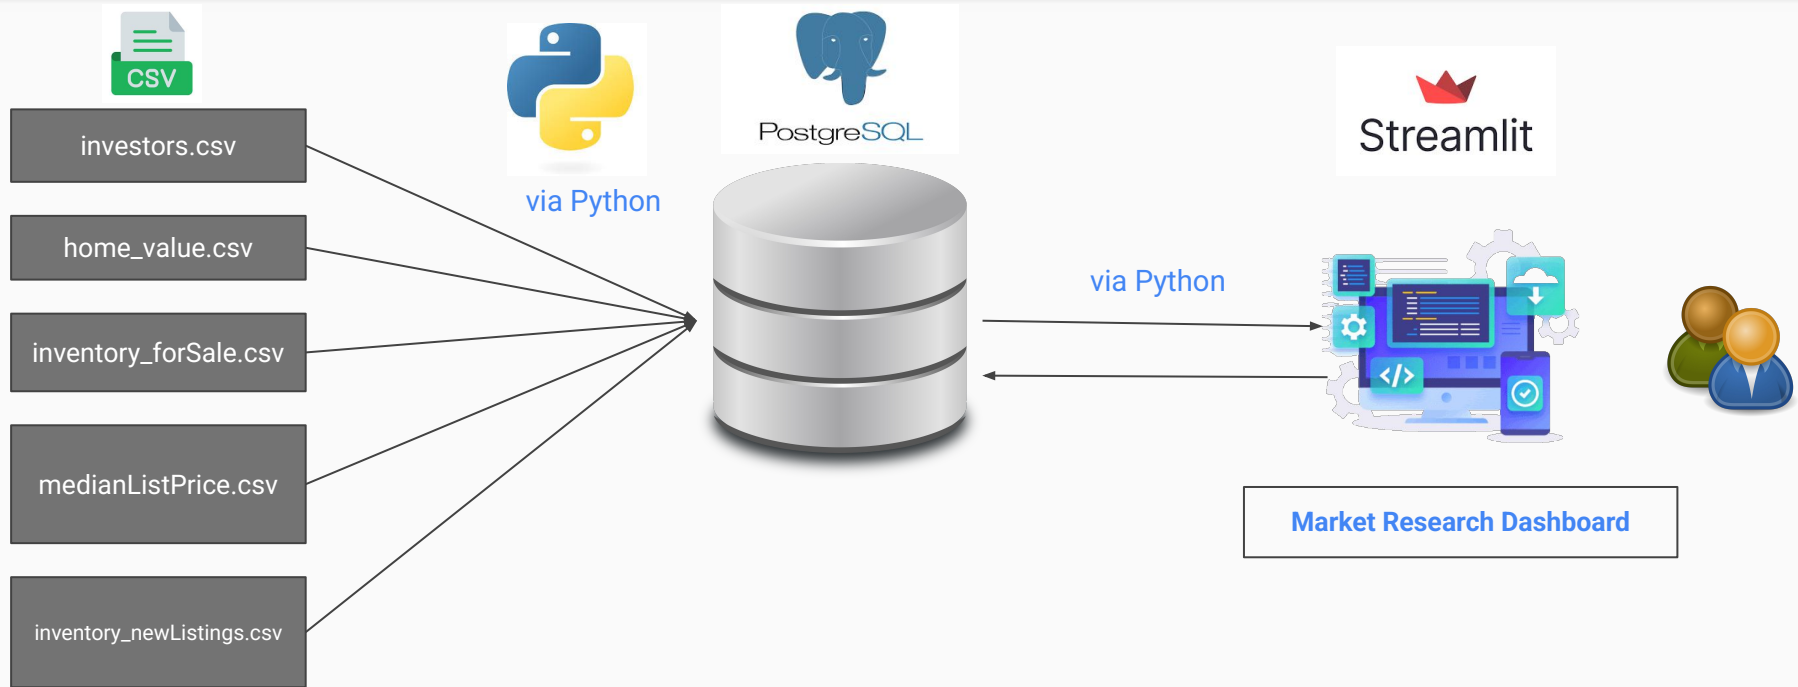 CSV
investors.csv
home_value.csv
inventory_forSale.csv
medianListPrice.csv
inventory_newListings.csv
via Python
PostgreSQL
via Python
Streamlit
</>
Market Research Dashboard